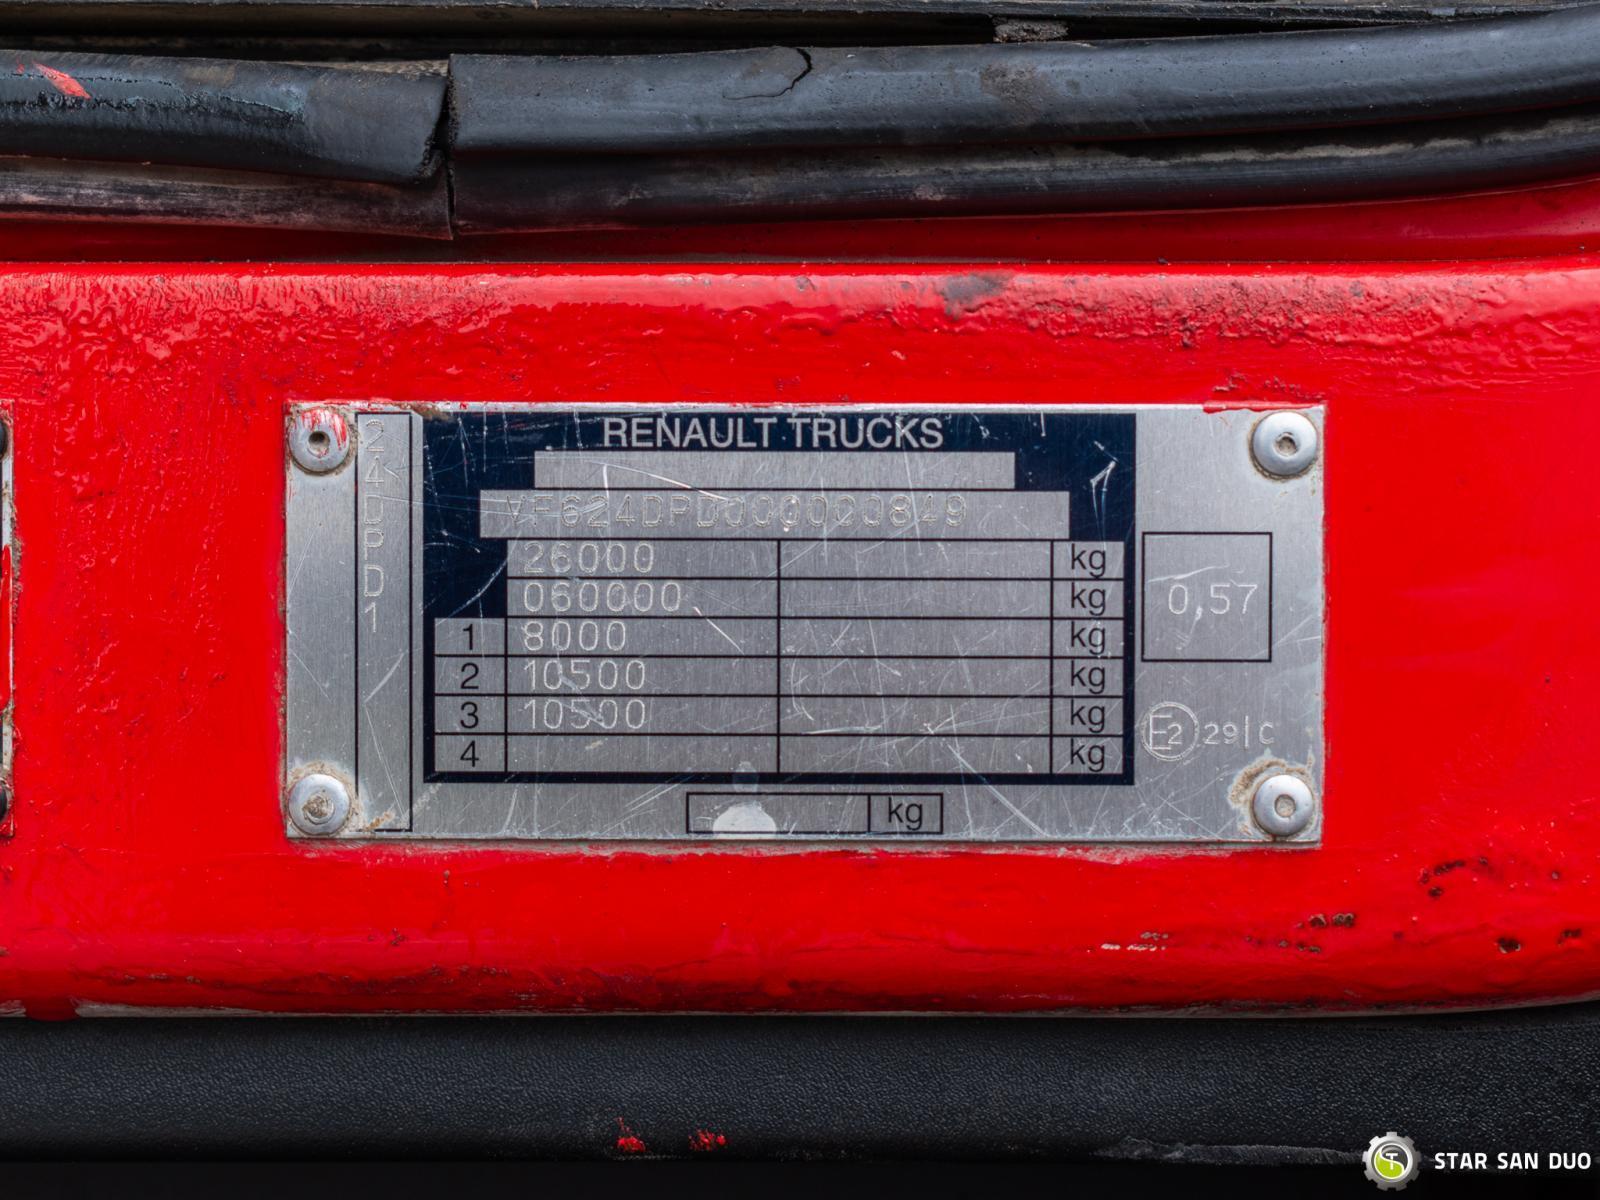 24DPD1
RENAULT TRUCKS
VF624DPD000000849
26000 kg
060000 kg
1 8000 kg
2 10500 kg
3 10500 kg
4 kg
kg
0,57
E2 29|C
STAR SAN DUO